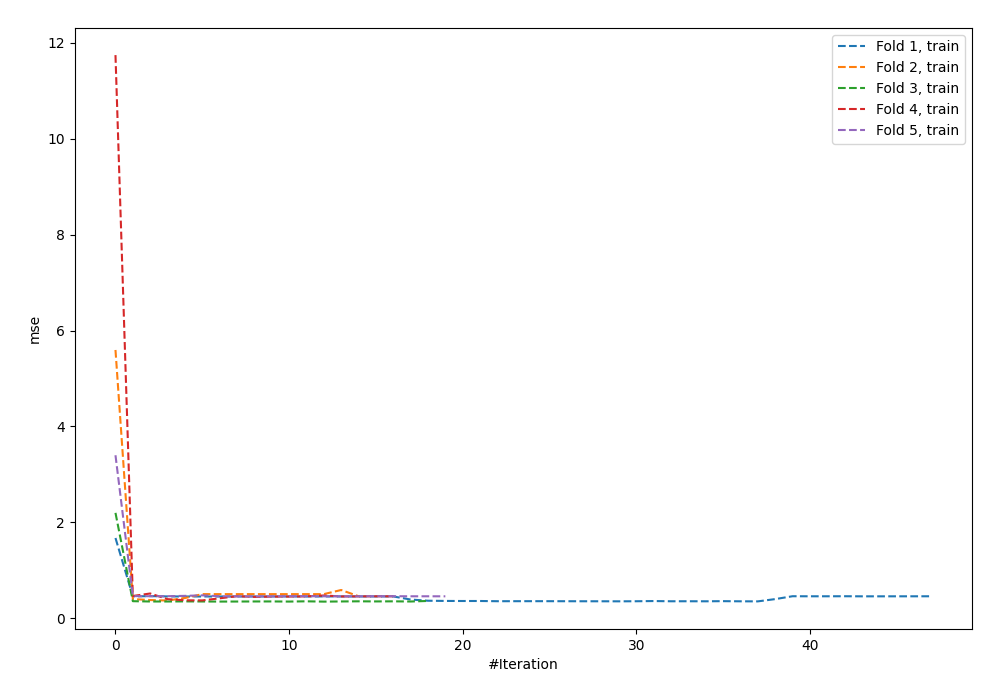 12
10
8
6
4
2
0
mse
0
10
20
30
40
#Iteration
Fold 1, train
Fold 2, train
Fold 3, train
Fold 4, train
Fold 5, train